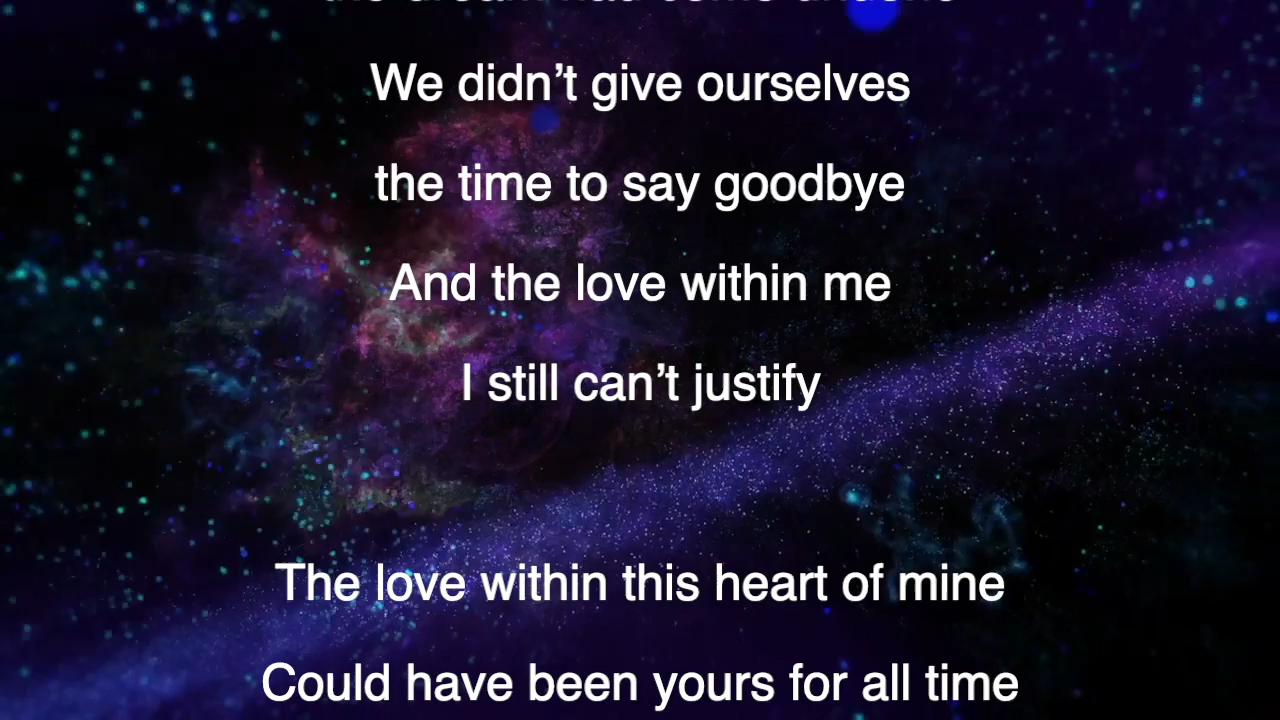 We didn’t give ourselves
the time to say goodbye
And the love within me
I still can’t justify
The love within this heart of mine
Could have been yours for all time